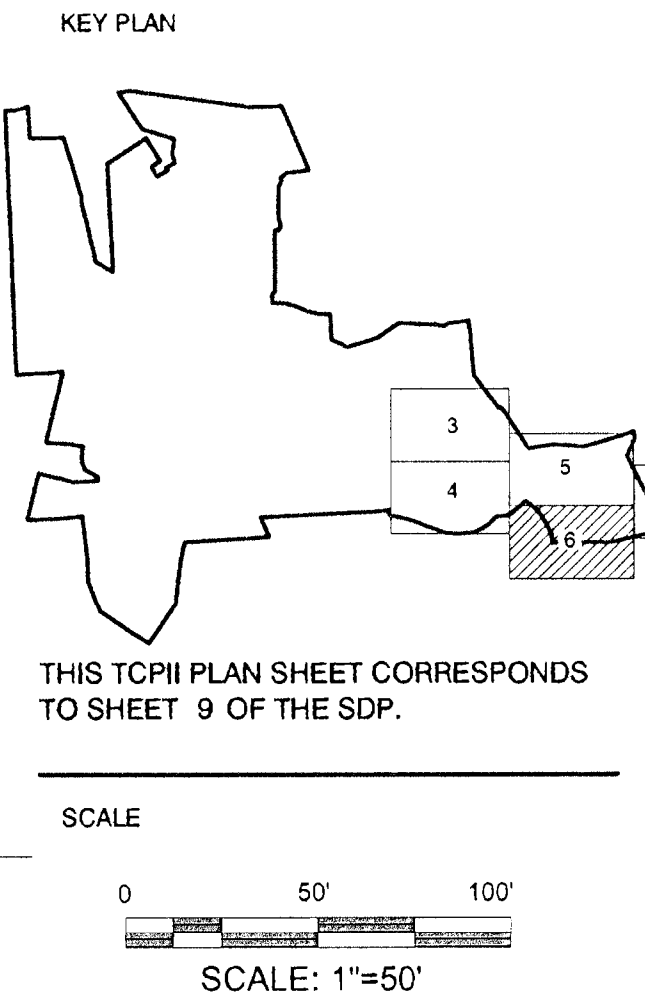 KEY PLAN
3
5
4
6
THIS TCPII PLAN SHEET CORRESPONDS
TO SHEET 9 OF THE SDP.
SCALE
0 50' 100'
SCALE: 1"=50'